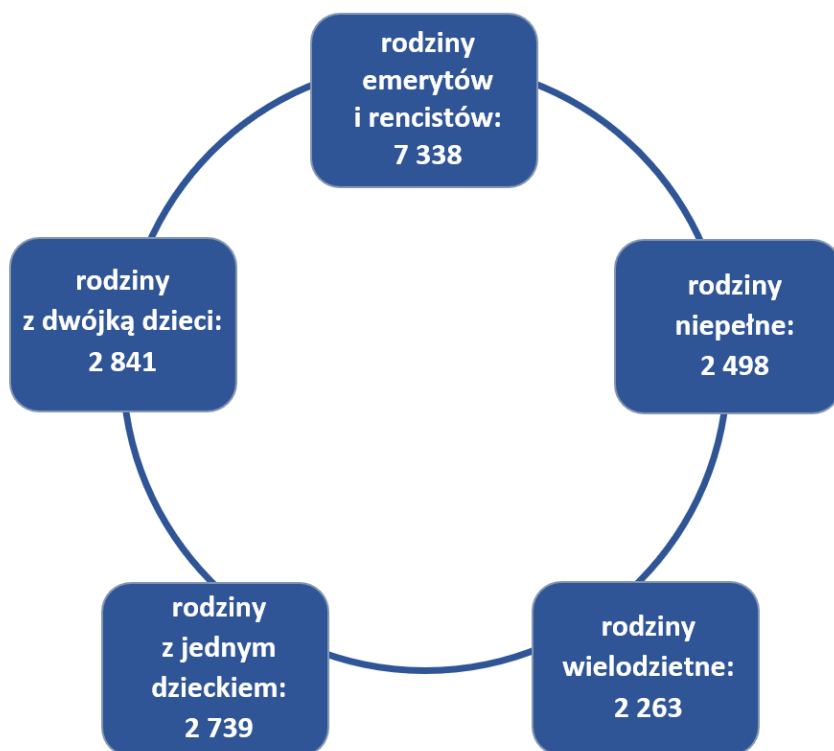 rodziny
emerytów
i rencistów:
7 338
rodziny
niepełne:
2 498
rodziny
wielodzietne:
2 263
rodziny
z jednym
dzieckiem:
2 739
rodziny
z dwójką dzieci:
2 841